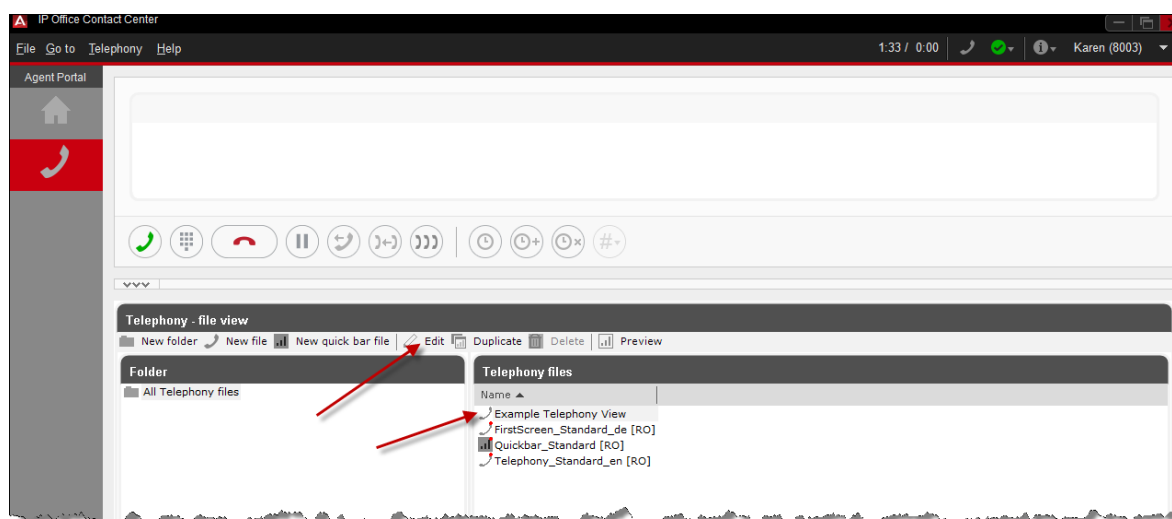 IP Office Contact Center
File Go to Telephony Help 1:33 / 0:00 Karen (8003)
Agent Portal
Telephony - file view
New folder New file New quick bar file Edit Duplicate Delete Preview
Folder
All Telephony files
Telephony files
Name
Example Telephony View
FirstScreen_Standard_de [RO]
Quickbar_Standard [RO]
Telephony_Standard_en [RO]